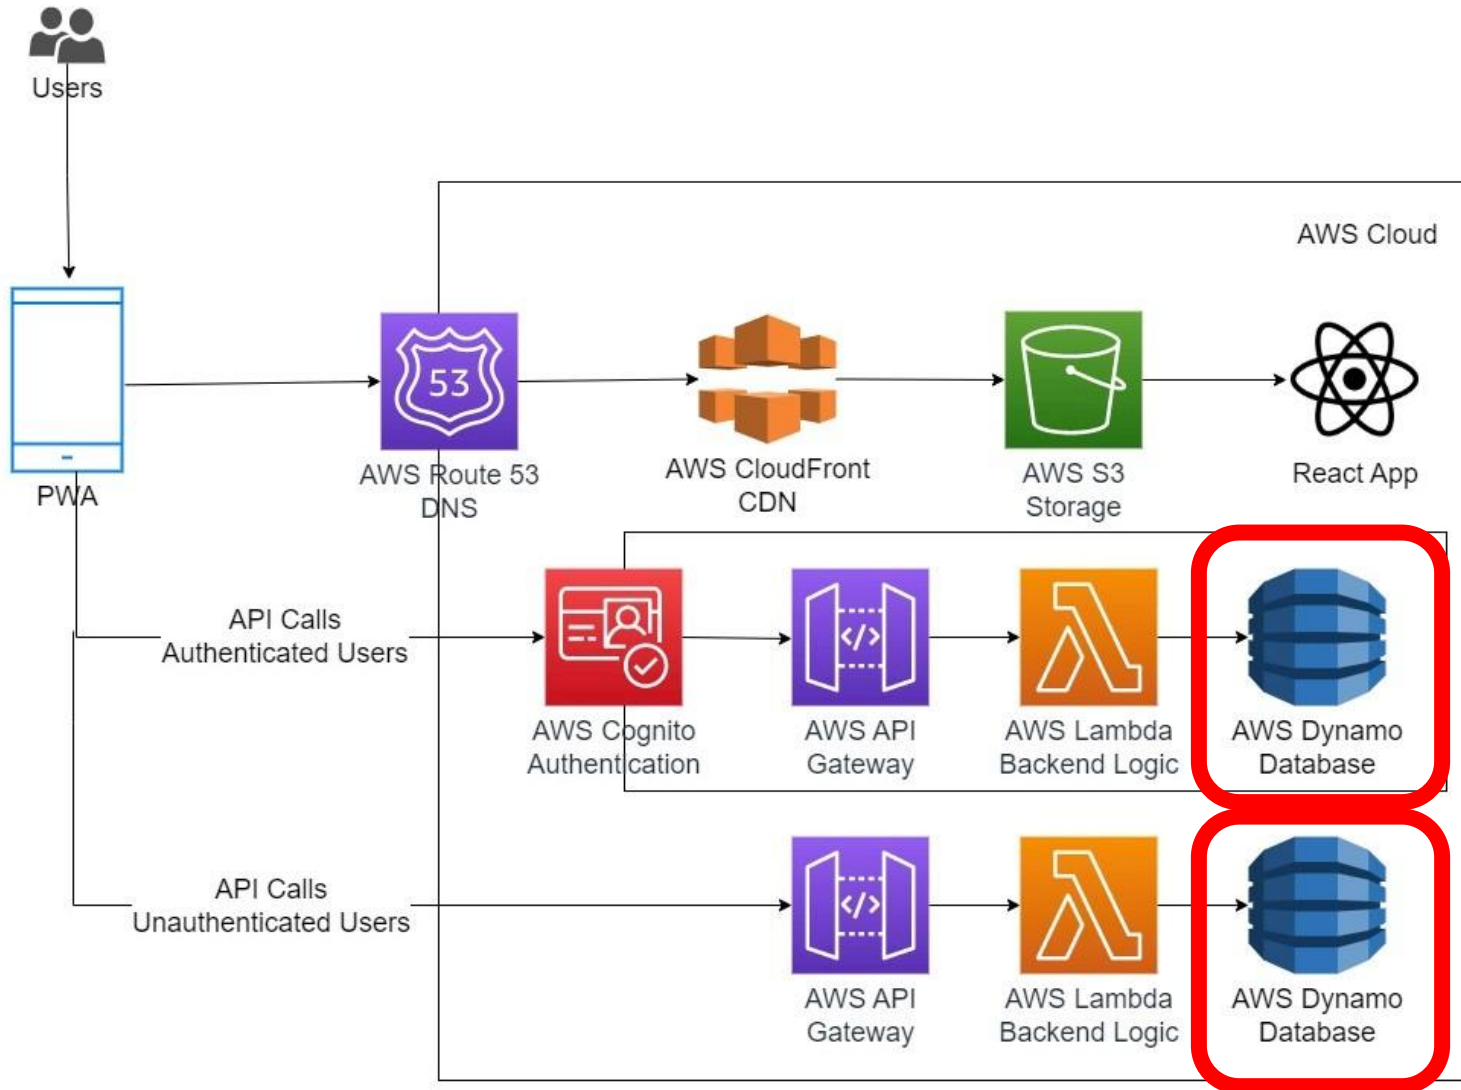 Users
AWS Cloud
53
PWA
AWS Route 53
DNS
AWS CloudFront
CDN
AWS S3
Storage
React App
API Calls
Authenticated Users
</>
AWS Cognito
Authentication
AWS API
Gateway
AWS Lambda
Backend Logic
AWS Dynamo
Database
API Calls
Unauthenticated Users
</>
AWS API
Gateway
AWS Lambda
Backend Logic
AWS Dynamo
Database